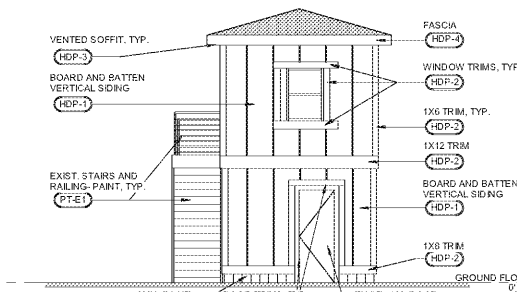 VENTED SOFFIT, TYP.
HDP-3
BOARD AND BATTEN
VERTICAL SIDING
HDP-1
EXIST. STAIRS AND
RAILING- PAINT, TYP.
PT-E1
FASCIA
HDP-4
WINDOW TRIMS, TYP
HDP-2
1X6 TRIM, TYP.
HDP-2
1X12 TRIM
HDP-2
BOARD AND BATTEN
VERTICAL SIDING
HDP-1
1X8 TRIM
HDP-2
GROUND FLO
0'